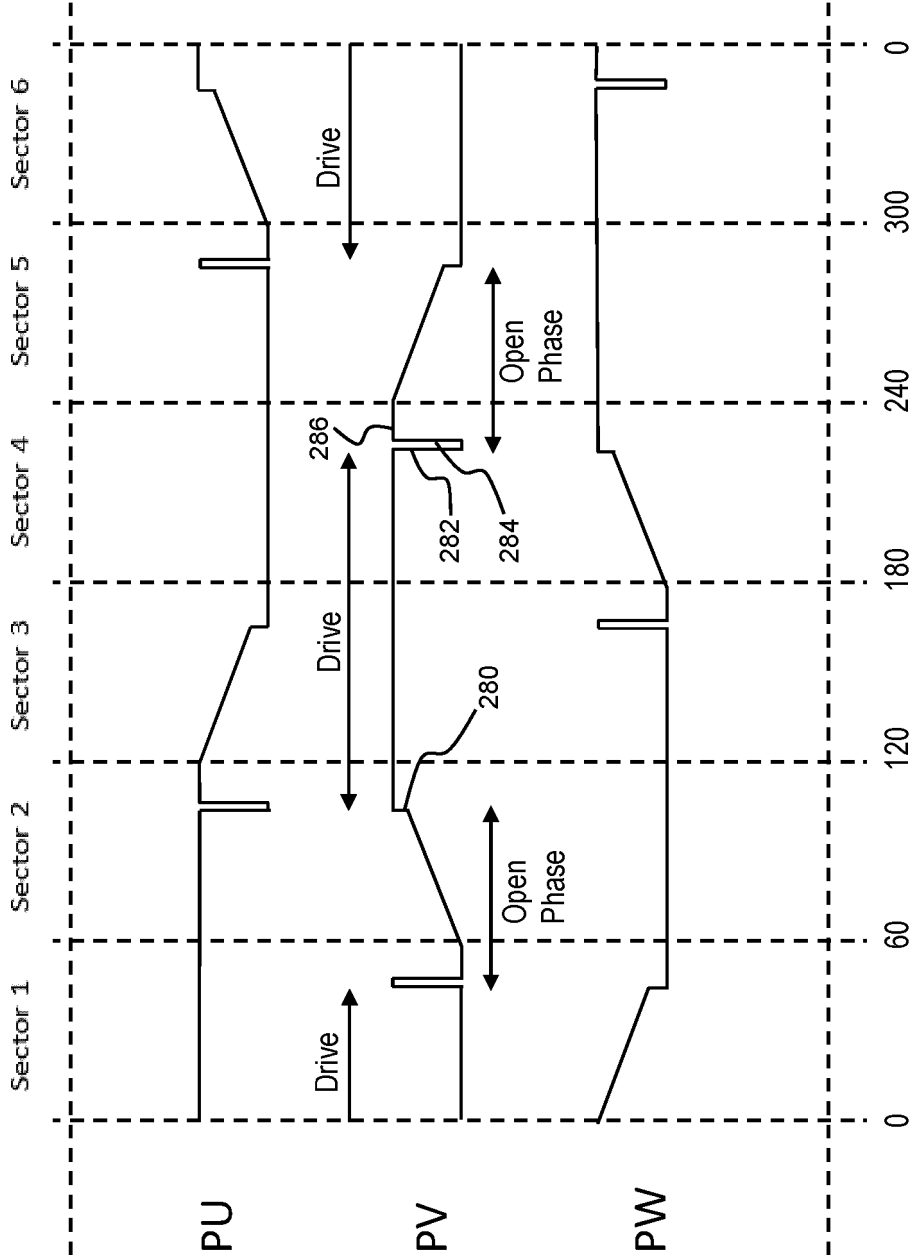 Sector 1 Sector 2 Sector 3 Sector 4 Sector 5 Sector 6
PU
Drive Drive Drive
286
PV
280
282
284
Open
Phase
Open
Phase
PW
0 60 120 180 240 300 0